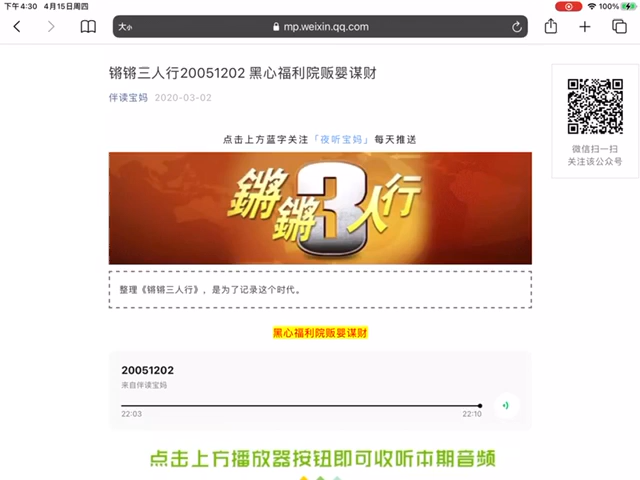 下午4:30 4月15日周四
100%
大小 mp.weixin.qq.com
锵锵三人行20051202 黑心福利院贩婴谋财
伴读宝妈 2020-03-02
微信扫一扫
关注该公众号
点击上方蓝字关注「夜听宝妈」每天推送
锵锵3人行
整理《锵锵三人行》，是为了记录这个时代。
黑心福利院贩婴谋财
20051202
来自伴读宝妈
22:03 22:10
点击上方播放器按钮即可收听本期音频